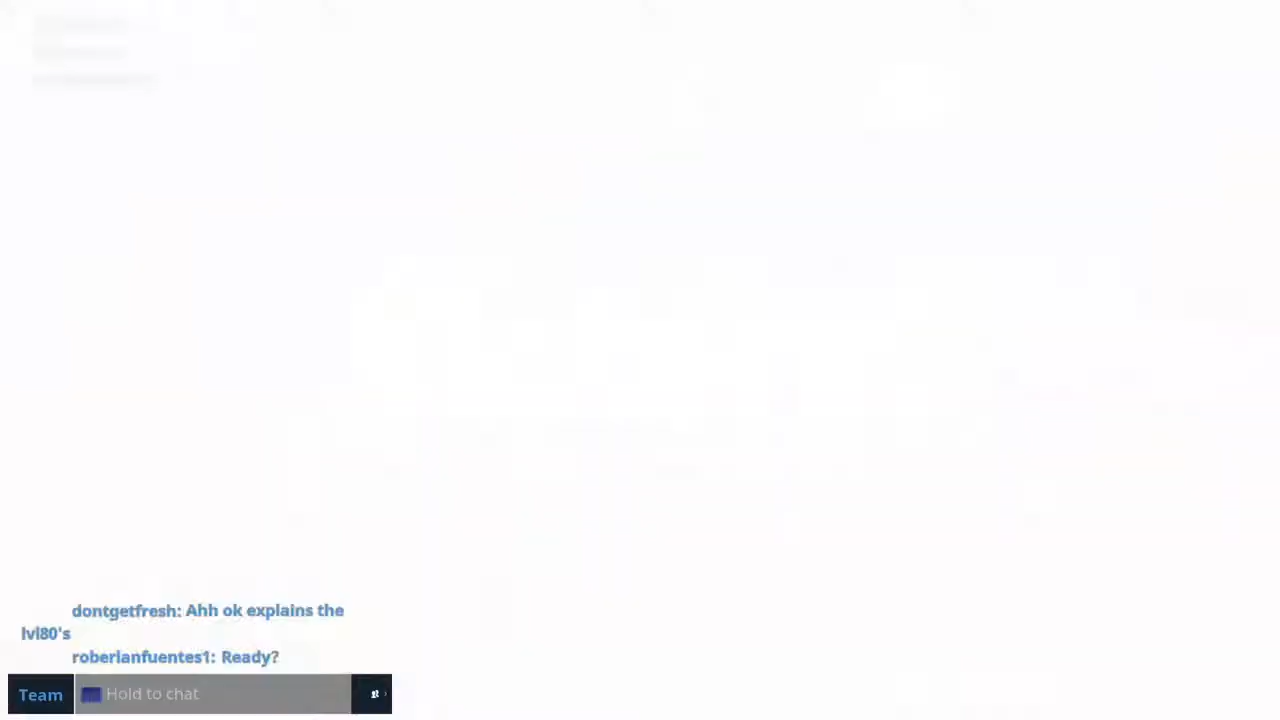 dontgetfresh: Ahh ok explains the
lvl80's
roberlanfuentes1: Ready?
Team Hold to chat